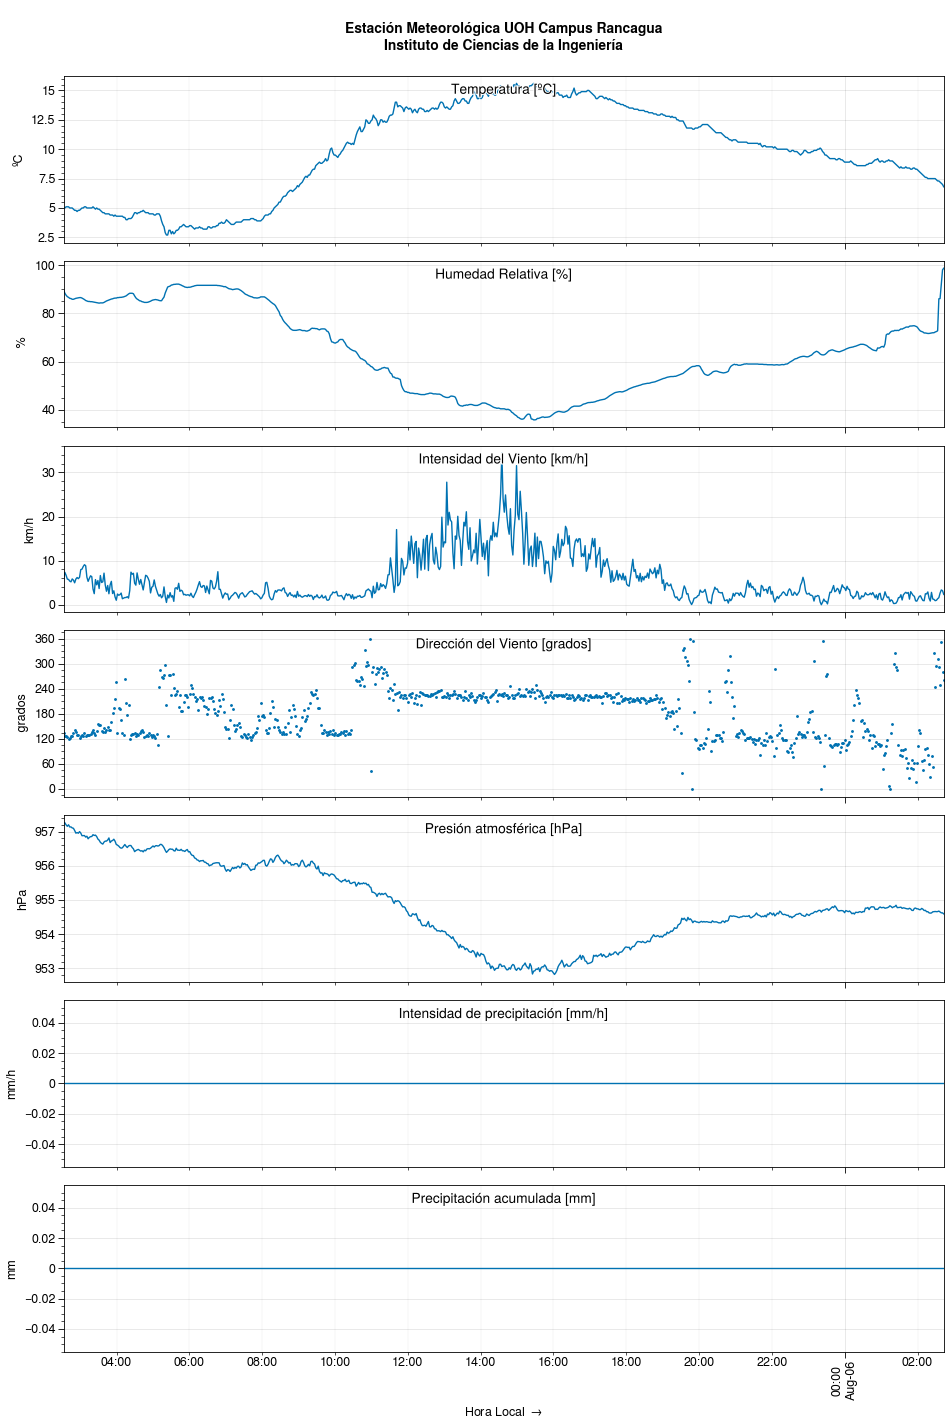 Estación Meteorológica UOH Campus Rancagua
Instituto de Ciencias de la Ingeniería
Temperatura [ºC]
ºC
15
12.5
10
7.5
5
2.5
Humedad Relativa [%]
%
100
80
60
40
Intensidad del Viento [km/h]
km/h
30
20
10
0
Dirección del Viento [grados]
grados
360
300
240
180
120
60
0
Presión atmosférica [hPa]
hPa
957
956
955
954
953
Intensidad de precipitación [mm/h]
mm/h
0.04
0.02
0
−0.02
−0.04
Precipitación acumulada [mm]
mm
0.04
0.02
0
−0.02
−0.04
04:00 06:00 08:00 10:00 12:00 14:00 16:00 18:00 20:00 22:00 00:00 02:00
Aug-06
Hora Local →